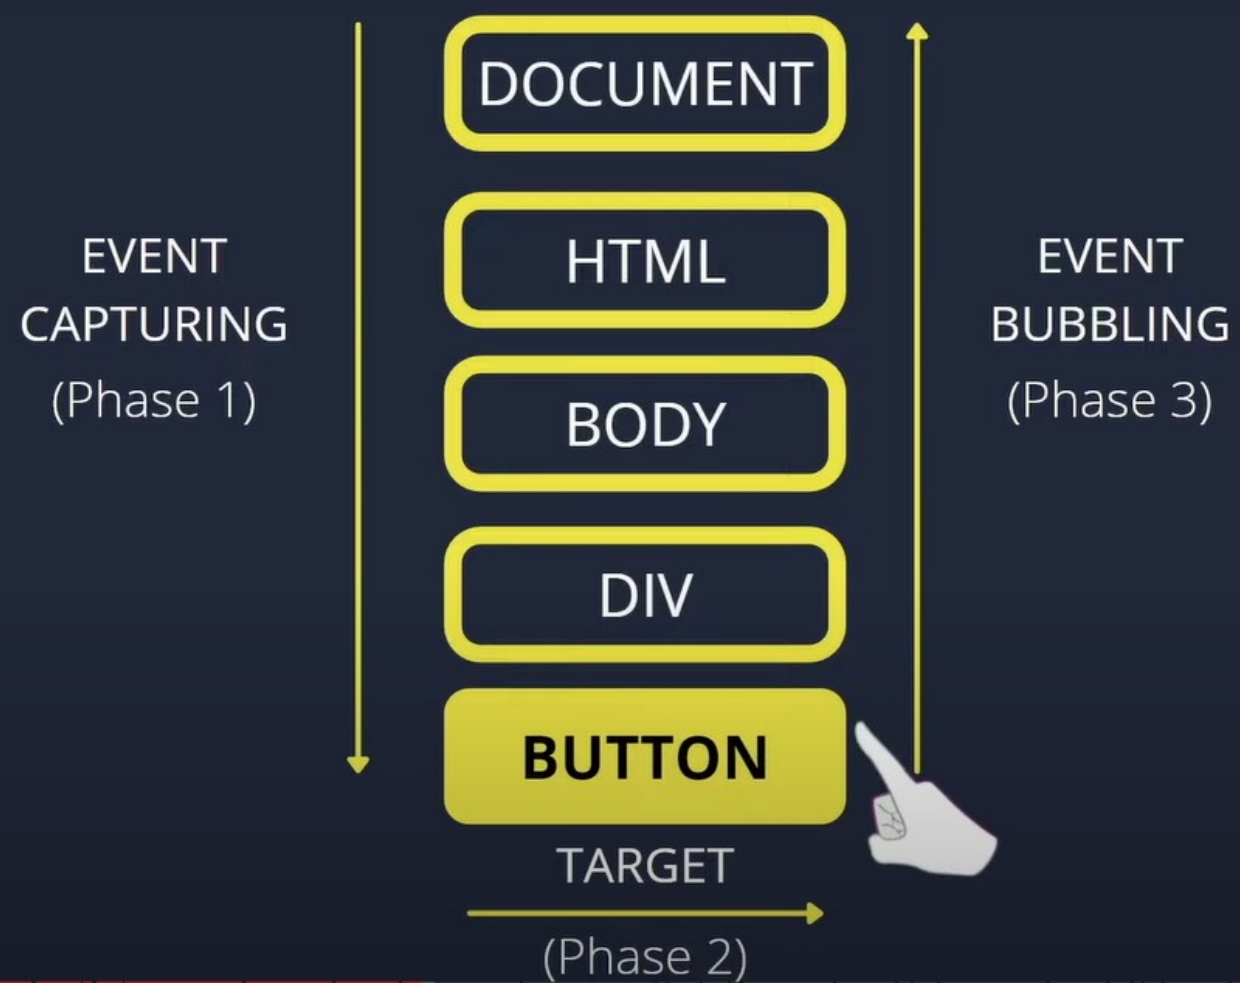 DOCUMENT
HTML
BODY
DIV
BUTTON
EVENT
CAPTURING
(Phase 1)
EVENT
BUBBLING
(Phase 3)
TARGET
(Phase 2)